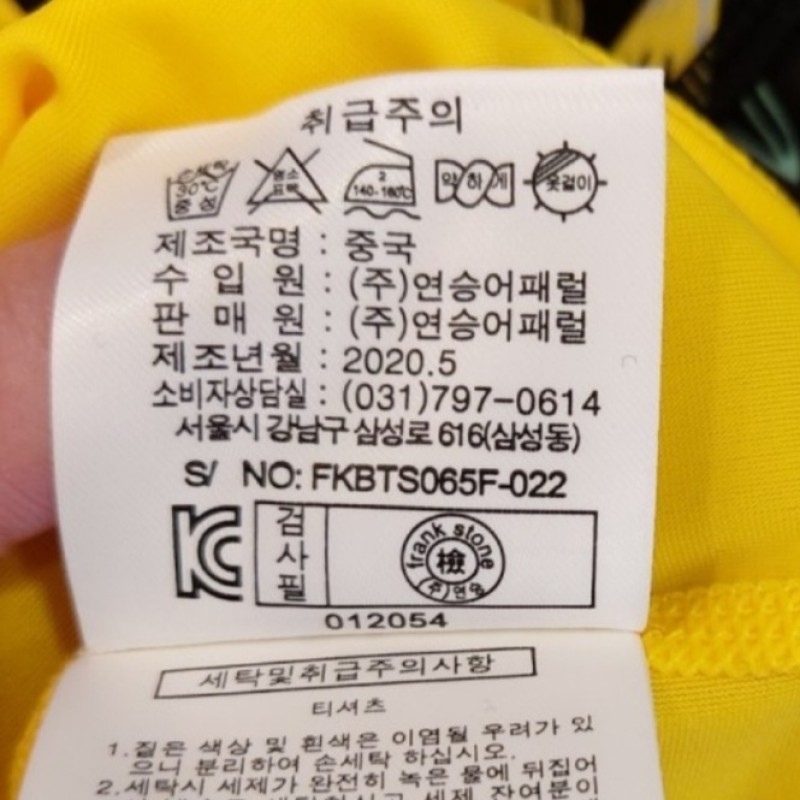 취급주의
30℃
중성
염소
표백
2
140-160℃
약하게
옷걸이
제조국명 : 중국
수 입 원 : (주)연승어패럴
판 매 원 : (주)연승어패럴
제조년월 : 2020.5
소비자상담실 : (031)797-0614
서울시 강남구 삼성로 616(삼성동)
S/ NO: FKBTS065F-022
KC
검사필
frank stone
檢
(주)연승
012054
세탁및취급주의사항
티셔츠
1.짙은 색상 및 흰색은 이염될 우려가 있
으니 분리하여 손세탁 하십시오.
2.세탁시 세제가 완전히 녹은 물에 뒤집어
세제 잔여분이